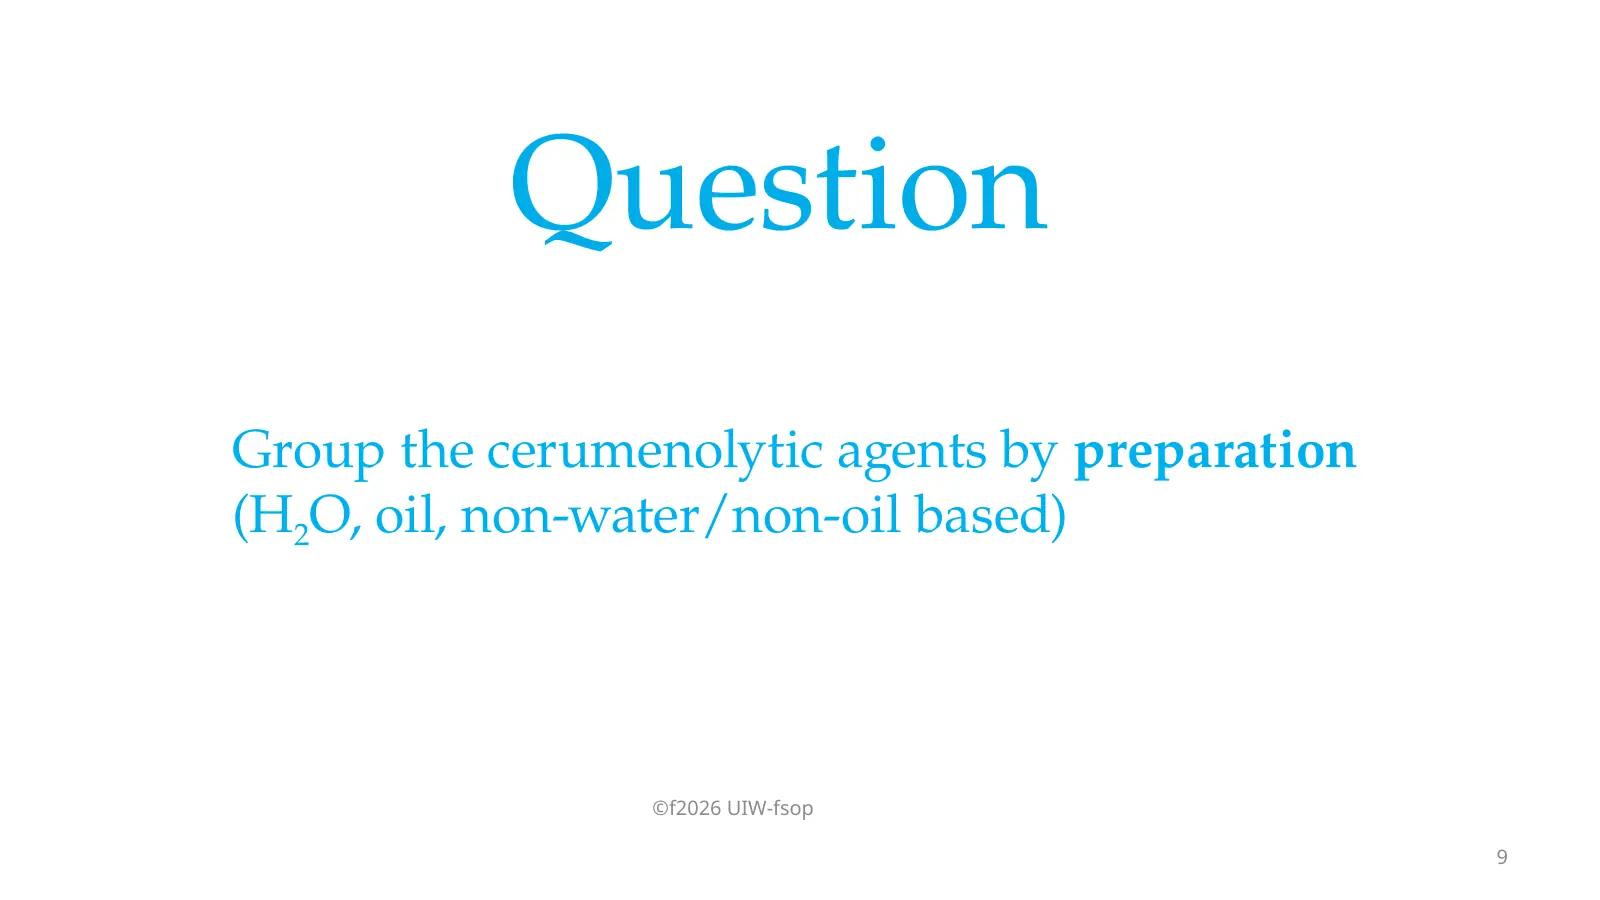 Question
Group the cerumenolytic agents by preparation
(H₂O, oil, non-water/non-oil based)
©f2026 UIW-fsop
9